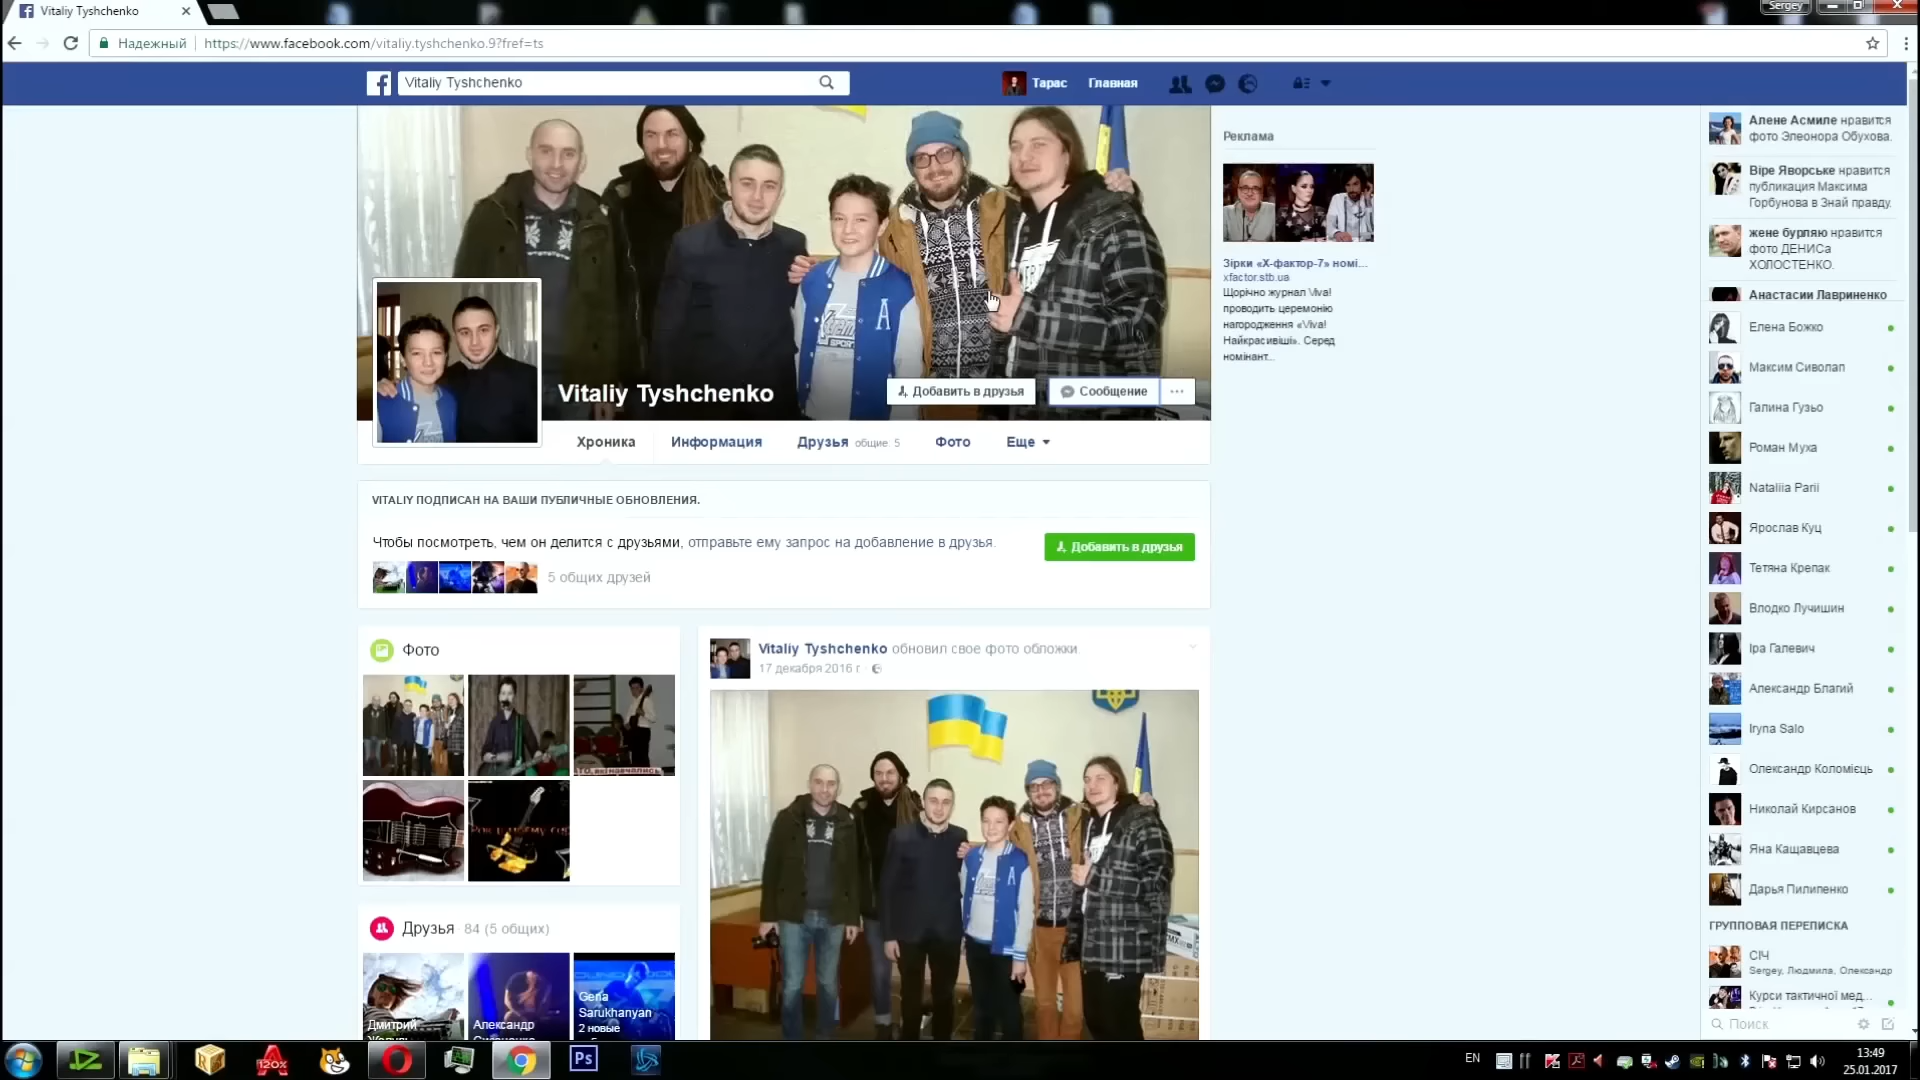 Vitaliy Tyshchenko
Sergey
Надежный
https://www.facebook.com/vitaliy.tyshchenko.9?fref=ts
Vitaliy Tyshchenko
Тарас
Главная
Vitaliy Tyshchenko
Добавить в друзья
Сообщение
Хроника
Информация
Друзья общие: 5
Фото
Еще
VITALIY ПОДПИСАН НА ВАШИ ПУБЛИЧНЫЕ ОБНОВЛЕНИЯ.
Чтобы посмотреть, чем он делится с друзьями, отправьте ему запрос на добавление в друзья.
Добавить в друзья
5 общих друзей
Фото
Друзья · 84 (5 общих)
Дмитрий
Александр
Gena
Sarukhanyan
2 новые
Vitaliy Tyshchenko обновил свое фото обложки.
17 декабря 2016 г. ·
A
A
Реклама
Зірки «Х-фактор-7» номі...
xfactor.stb.ua
Щорічно журнал Viva!
проводить церемонію
нагородження «Viva!
Найкрасивіші». Серед
номінант...
Алене Асмиле нравится
фото Элеонора Обухова.
Віре Яворське нравится
публикация Максима
Горбунова в Знай правду.
жене бурляю нравится
фото ДЕНИСа
ХОЛОСТЕНКО.
Анастасии Лавриненко
Елена Божко
Максим Сиволап
Галина Гузьо
Роман Муха
Nataliia Parii
Ярослав Куц
Тетяна Крепак
Влодко Лучишин
Іра Галевич
Александр Благий
Iryna Salo
Олександр Коломієць
Николай Кирсанов
Яна Кащавцева
Дарья Пилипенко
ГРУППОВАЯ ПЕРЕПИСКА
СІЧ
Sergey, Людмила, Олександр
Курси тактичної мед...
Поиск
120%
Ps
EN
13:49
25.01.2017